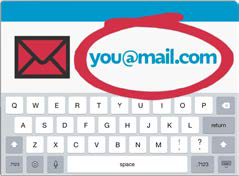 you@mail.com
Q W E R T Y U I O P
A S D F G H J K L return
Z X C V B N M ! , ? .
.?123 space .?123